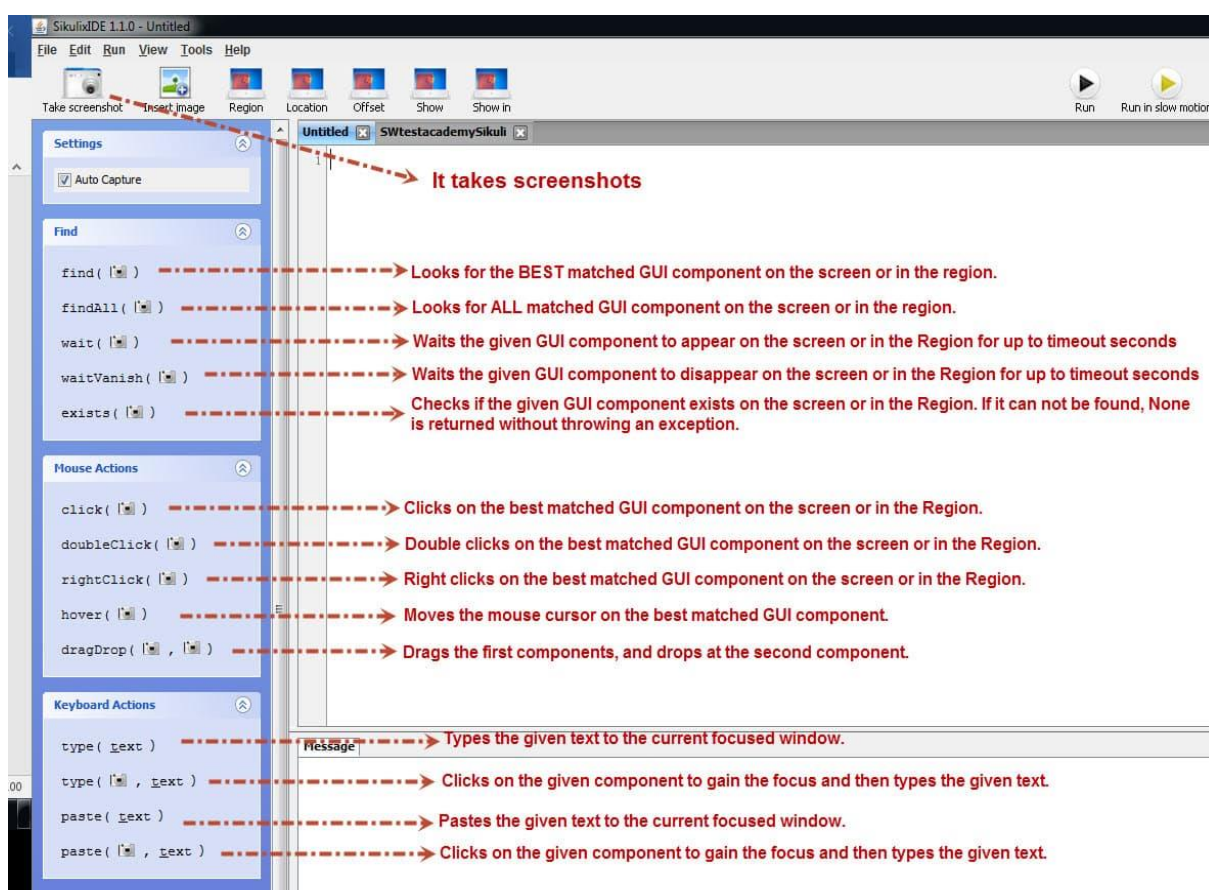 SikulixIDE 1.1.0 - Untitled
File Edit Run View Tools Help
Take screenshot Insert image Region Location Offset Show Show in Run Run in slow motion
Untitled SWtestacademySikuli
Settings
1
Auto Capture
It takes screenshots
Find
find( ) Looks for the BEST matched GUI component on the screen or in the region.
findAll( ) Looks for ALL matched GUI component on the screen or in the region.
wait( ) Waits the given GUI component to appear on the screen or in the Region for up to timeout seconds
waitVanish( ) Waits the given GUI component to disappear on the screen or in the Region for up to timeout seconds
exists( ) Checks if the given GUI component exists on the screen or in the Region. If it can not be found, None
is returned without throwing an exception.
Mouse Actions
click( ) Clicks on the best matched GUI component on the screen or in the Region.
doubleClick( ) Double clicks on the best matched GUI component on the screen or in the Region.
rightClick( ) Right clicks on the best matched GUI component on the screen or in the Region.
hover( ) Moves the mouse cursor on the best matched GUI component.
dragDrop( , ) Drags the first components, and drops at the second component.
Keyboard Actions
type( text ) Types the given text to the current focused window.
Message
type( , text ) Clicks on the given component to gain the focus and then types the given text.
paste( text ) Pastes the given text to the current focused window.
paste( , text ) Clicks on the given component to gain the focus and then types the given text.